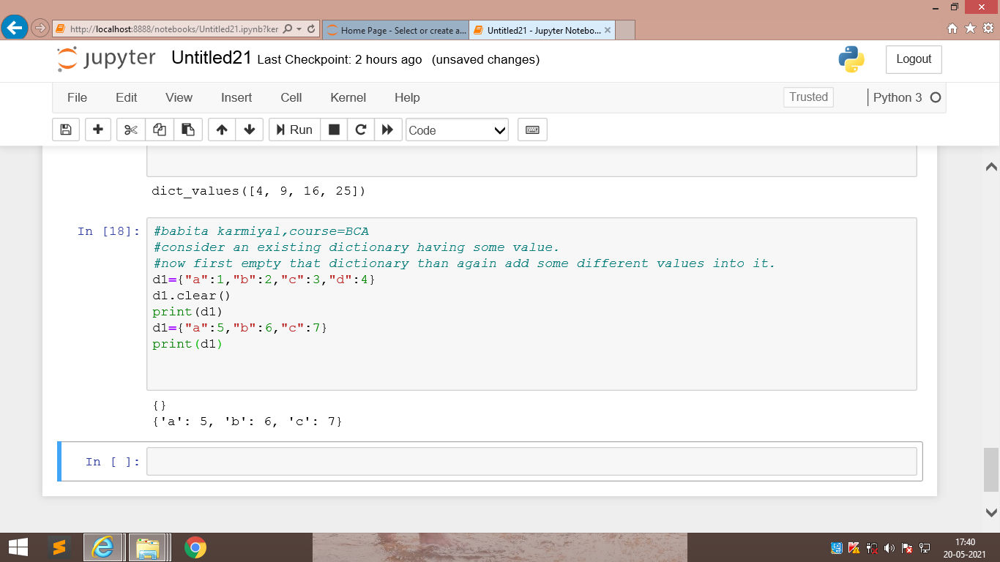 http://localhost:8888/notebooks/Untitled21.ipynb?ker
Home Page - Select or create a...
Untitled21 - Jupyter Notebo...
jupyter Untitled21 Last Checkpoint: 2 hours ago (unsaved changes)
Logout
File Edit View Insert Cell Kernel Help
Trusted
Python 3
Run
Code
dict_values([4, 9, 16, 25])
In [18]:
#babita karmiyal,course=BCA
#consider an existing dictionary having some value.
#now first empty that dictionary than again add some different values into it.
d1={"a":1,"b":2,"c":3,"d":4}
d1.clear()
print(d1)
d1={"a":5,"b":6,"c":7}
print(d1)
{}
{'a': 5, 'b': 6, 'c': 7}
In [ ]:
17:40
20-05-2021